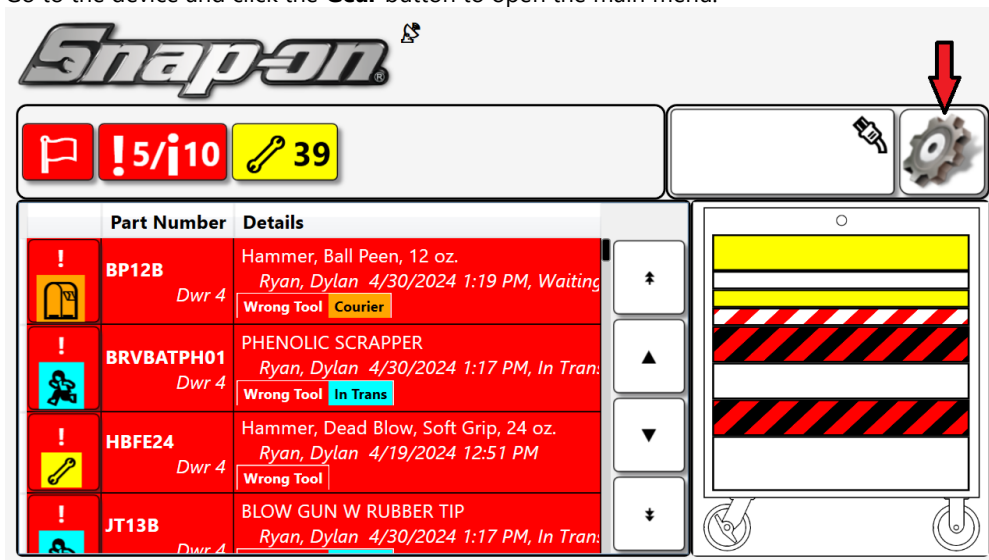 Go to the device and click the Gear button to open the main menu.
Snap-on®
!5/i10
39
Part Number Details
! BP12B Hammer, Ball Peen, 12 oz.
Dwr 4 Ryan, Dylan 4/30/2024 1:19 PM, Waiting
Wrong Tool Courier
! BRVBATPH01 PHENOLIC SCRAPPER
Dwr 4 Ryan, Dylan 4/30/2024 1:17 PM, In Trans
Wrong Tool In Trans
! HBFE24 Hammer, Dead Blow, Soft Grip, 24 oz.
Dwr 4 Ryan, Dylan 4/19/2024 12:51 PM
Wrong Tool
! JT13B BLOW GUN W RUBBER TIP
Dwr 4 Ryan, Dylan 4/30/2024 1:17 PM, In Trans